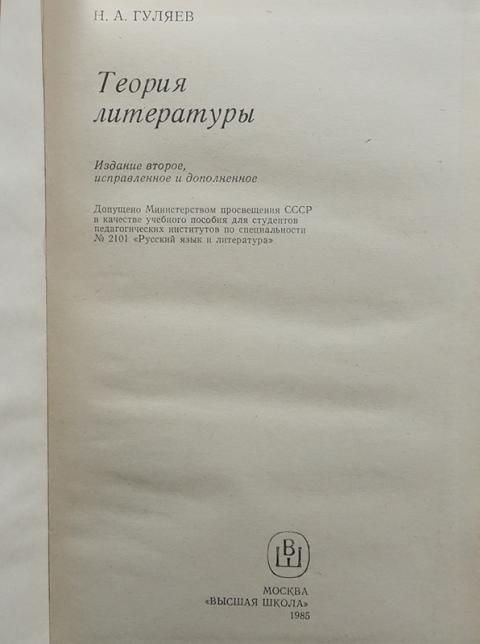 Н. А. ГУЛЯЕВ
Теория
литературы
Издание второе,
исправленное и дополненное
Допущено Министерством просвещения СССР
в качестве учебного пособия для студентов
педагогических институтов по специальности
№ 2101 «Русский язык и литература»
ВШ
МОСКВА
«ВЫСШАЯ ШКОЛА»
1985